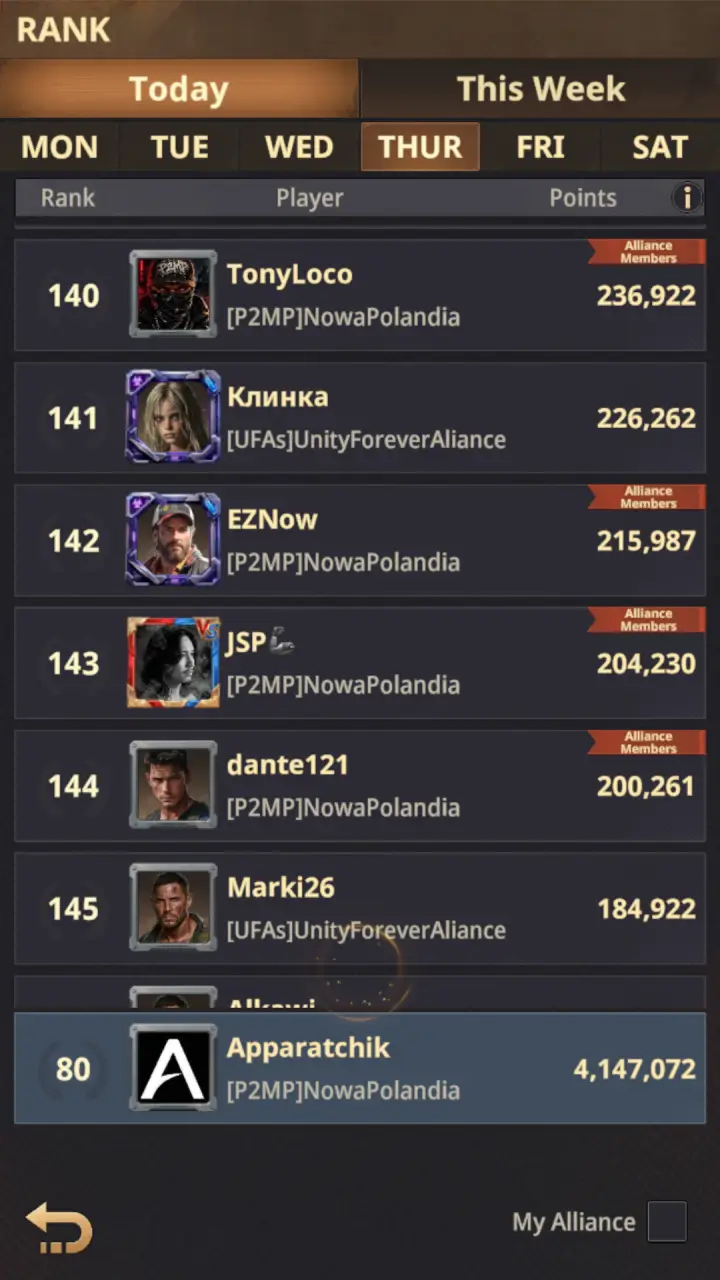 RANK
Today
This Week
MON TUE WED THUR FRI SAT
Rank Player Points i
Alliance Members
140 TonyLoco 236,922
[P2MP]NowaPolandia
141 Клинка 226,262
[UFAs]UnityForeverAliance
Alliance Members
142 EZNow 215,987
[P2MP]NowaPolandia
Alliance Members
143 JSP🦾 204,230
[P2MP]NowaPolandia
Alliance Members
144 dante121 200,261
[P2MP]NowaPolandia
145 Marki26 184,922
[UFAs]UnityForeverAliance
80 Apparatchik 4,147,072
[P2MP]NowaPolandia
My Alliance